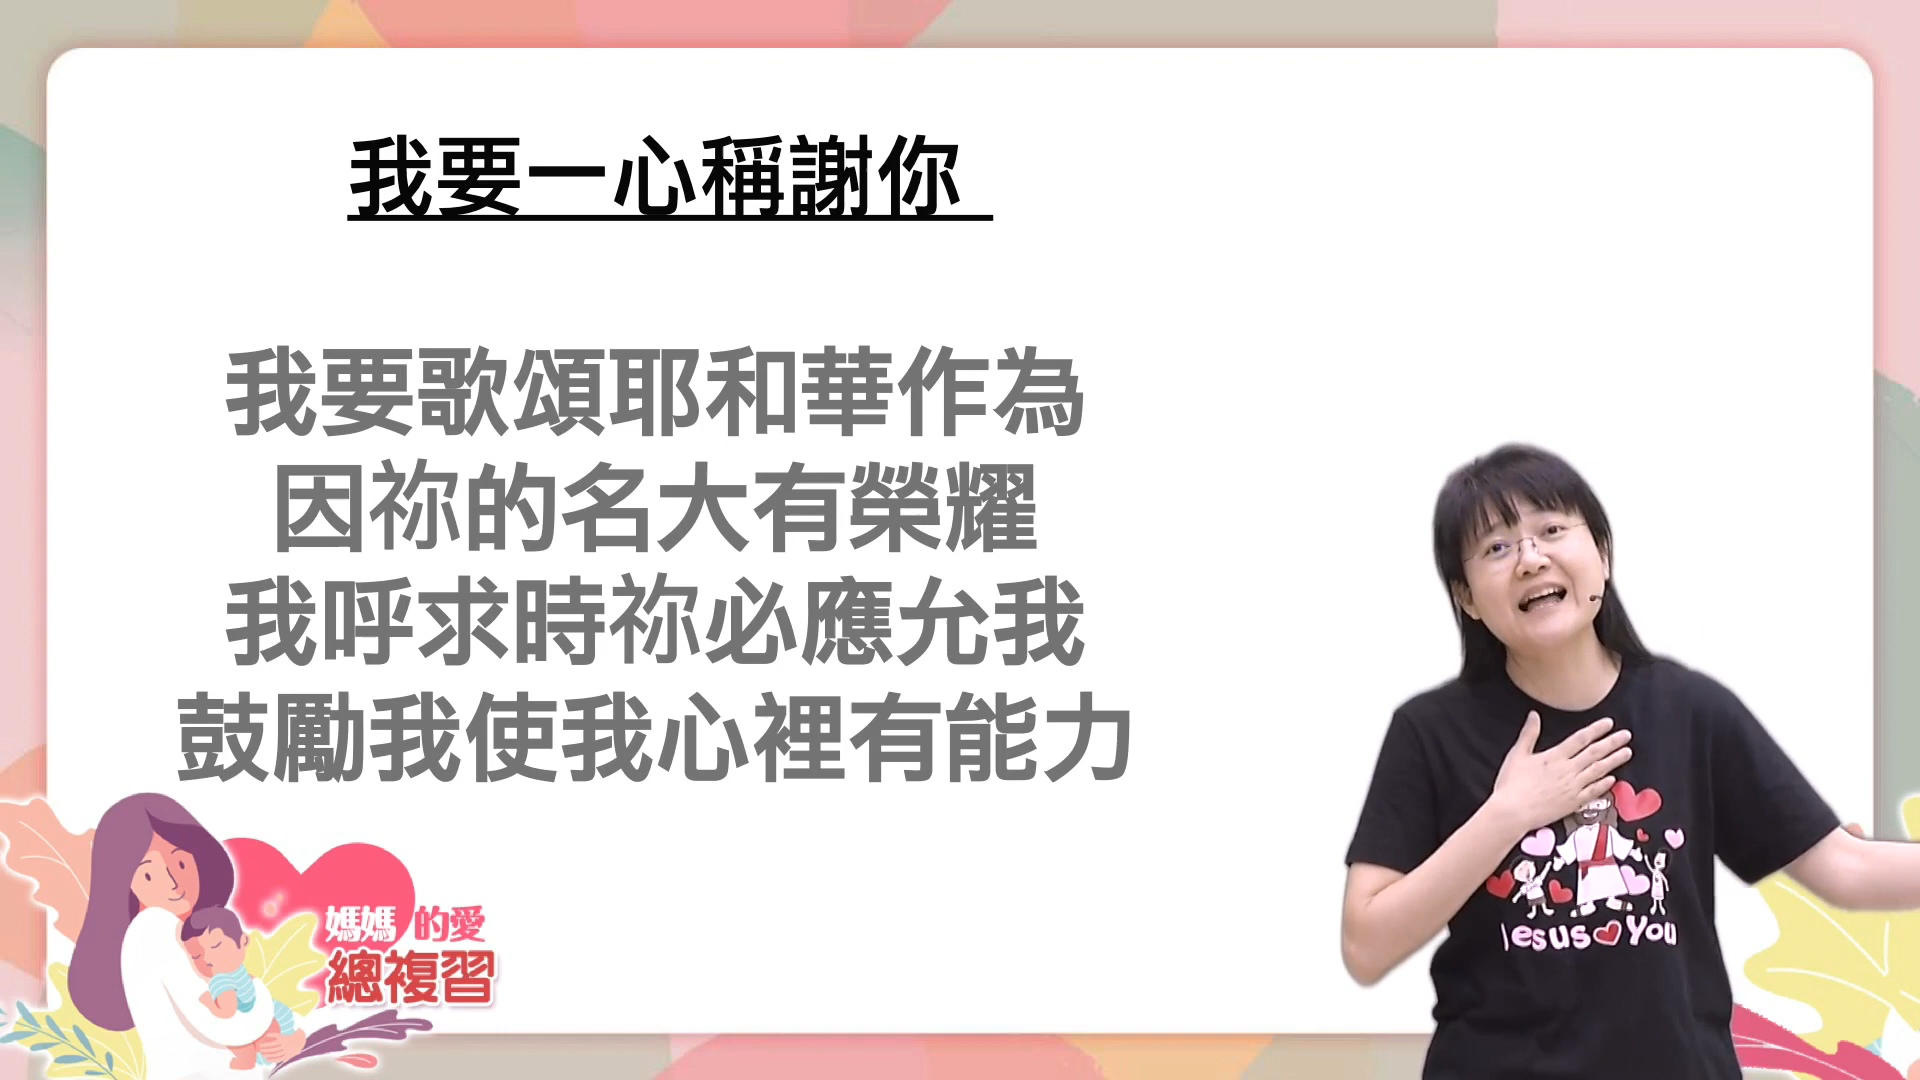 我要一心稱謝你
我要歌頌耶和華作為
因祢的名大有榮耀
我呼求時祢必應允我
鼓勵我使我心裡有能力
媽媽的愛
總複習
Jesus You